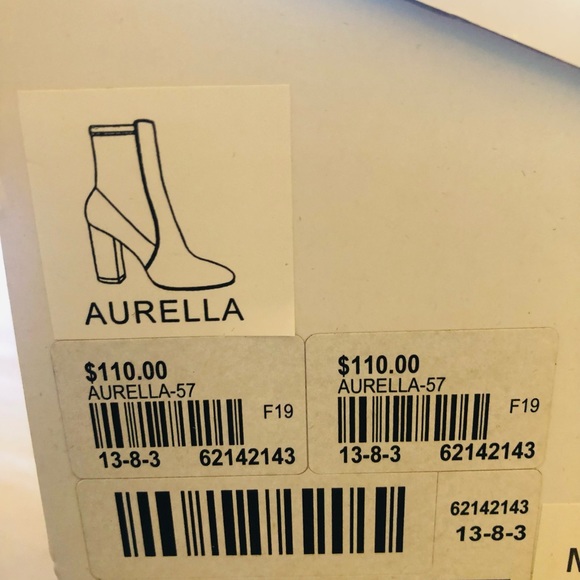 AURELLA
$110.00
AURELLA-57
F19
13-8-3 62142143
$110.00
AURELLA-57
F19
13-8-3 62142143
62142143
13-8-3